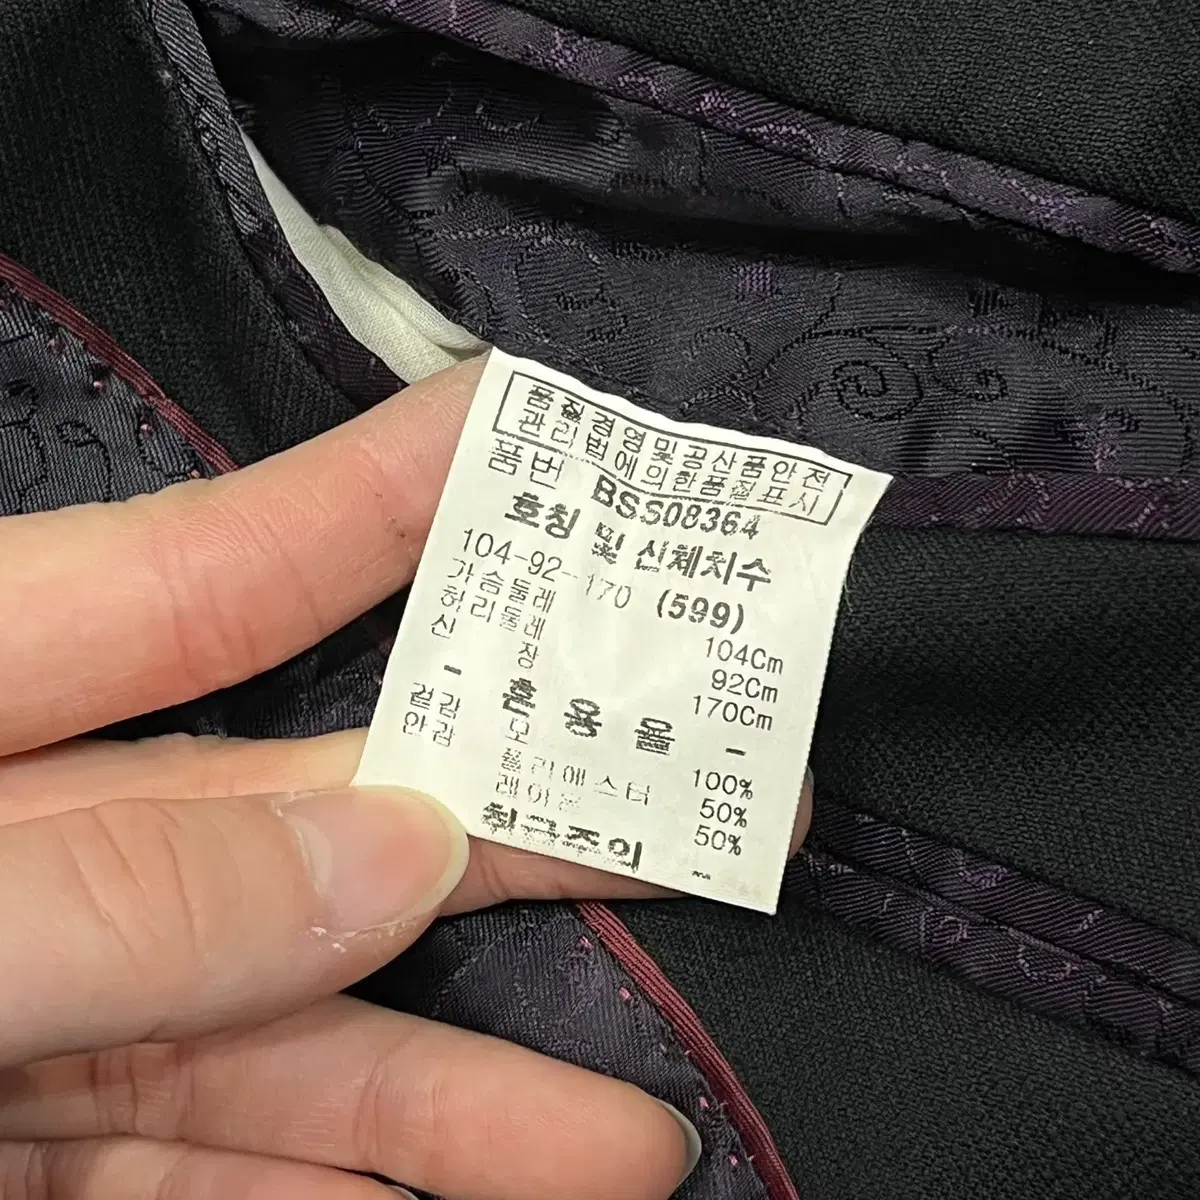 품질경영및공산품안전
관리법에의한품질표시
품번 BSS08364
호칭 및 신체치수
104-92-170 (599)
가슴둘레 104Cm
허리둘레 92Cm
신 장 170Cm
- 혼용율 -
겉감 모 100%
안감 폴리에스터 50%
레이온 50%
취급주의